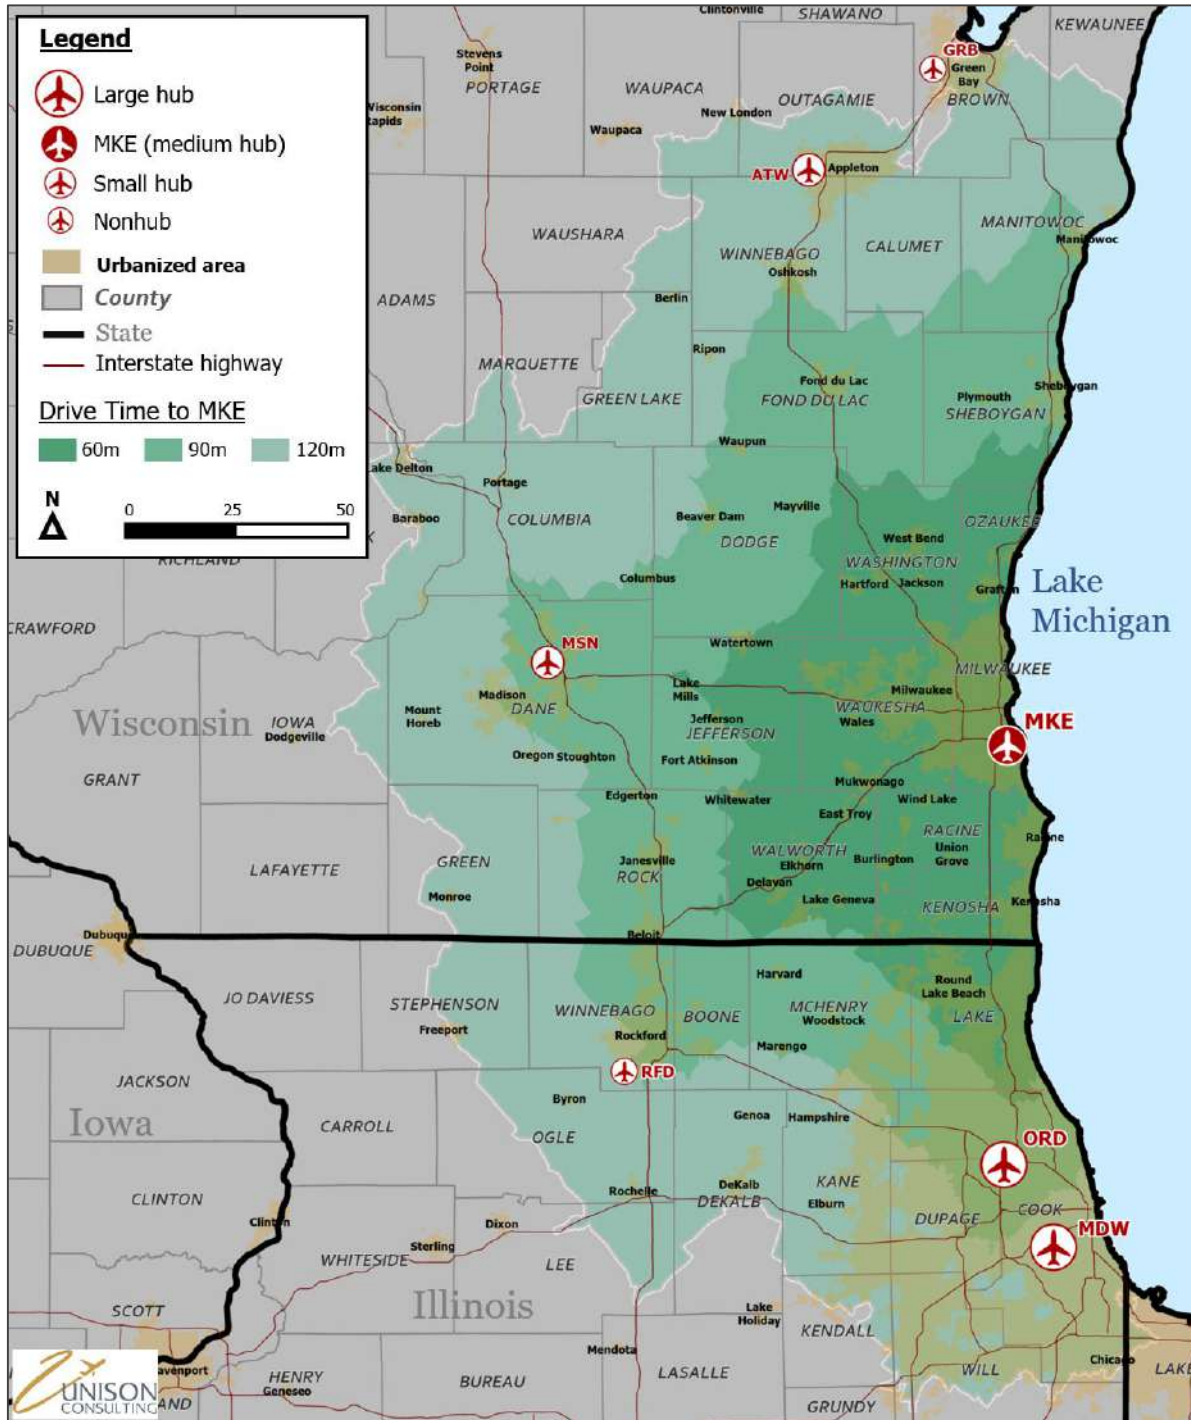 Legend
Large hub
MKE (medium hub)
Small hub
Nonhub
Urbanized area
County
State
Interstate highway
Drive Time to MKE
60m
90m
120m
N
0
25
50
Clintonville
SHAWANO
KEWAUNEE
GRB
Green
Bay
BROWN
Stevens
Point
PORTAGE
WAUPACA
OUTAGAMIE
New London
Waupaca
Wisconsin
ATW
Appleton
MANITOWOC
Manitowoc
WAUSHARA
WINNEBAGO
Oshkosh
CALUMET
ADAMS
Berlin
Ripon
MARQUETTE
GREEN LAKE
Fond du Lac
FOND DU LAC
Plymouth
Sheboygan
SHEBOYGAN
Waupun
Lake Delton
Portage
Baraboo
COLUMBIA
Beaver Dam
Mayville
DODGE
OZAUKEE
West Bend
WASHINGTON
RICHLAND
Columbus
Hartford
Jackson
Grafton
Lake
Michigan
CRAWFORD
MSN
Watertown
MILWAUKEE
Madison
DANE
Lake
Mills
Milwaukee
WAUKESHA
Wales
Mount
Horeb
Jefferson
JEFFERSON
MKE
Wisconsin
IOWA
Dodgeville
Oregon
Stoughton
Fort Atkinson
GRANT
Mukwonago
Edgerton
Whitewater
Wind Lake
East Troy
RACINE
Racine
Union
Grove
LAFAYETTE
GREEN
Janesville
ROCK
WALWORTH
Elkhorn
Burlington
Delavan
Monroe
Lake Geneva
KENOSHA
Kenosha
Dubuque
DUBUQUE
Beloit
JO DAVIESS
STEPHENSON
Freeport
WINNEBAGO
Rockford
BOONE
Harvard
MCHENRY
Woodstock
Round
Lake Beach
LAKE
Marengo
RFD
JACKSON
Iowa
CARROLL
Byron
OGLE
Genoa
Hampshire
ORD
CLINTON
Clinton
Rochelle
DeKalb
DEKALB
KANE
Elburn
DUPAGE
COOK
MDW
Dixon
Sterling
WHITESIDE
LEE
Illinois
SCOTT
Lake
Holiday
KENDALL
Mendota
WILL
Chicago
LAKE
HENRY
Geneseo
BUREAU
LASALLE
GRUNDY
UNISON
CONSULTING